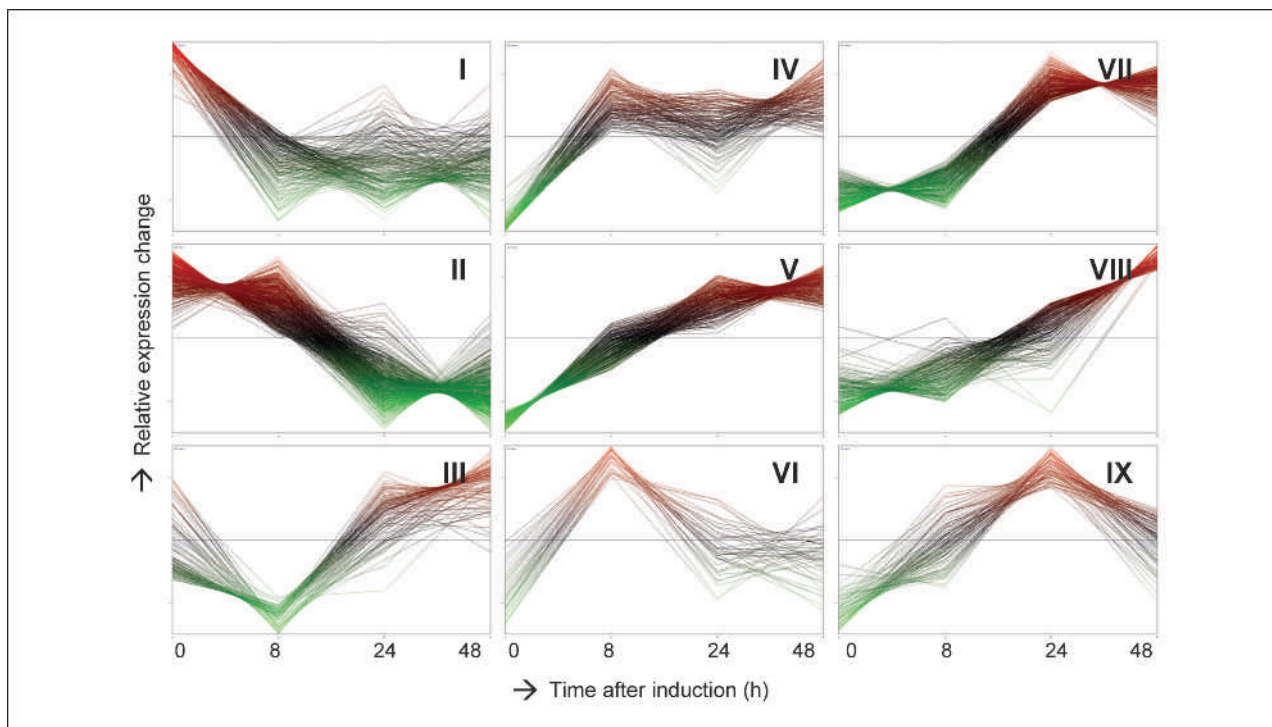 I IV VII
II V VIII
III VI IX
→ Relative expression change
0 8 24 48 0 8 24 48 0 8 24 48
→ Time after induction (h)